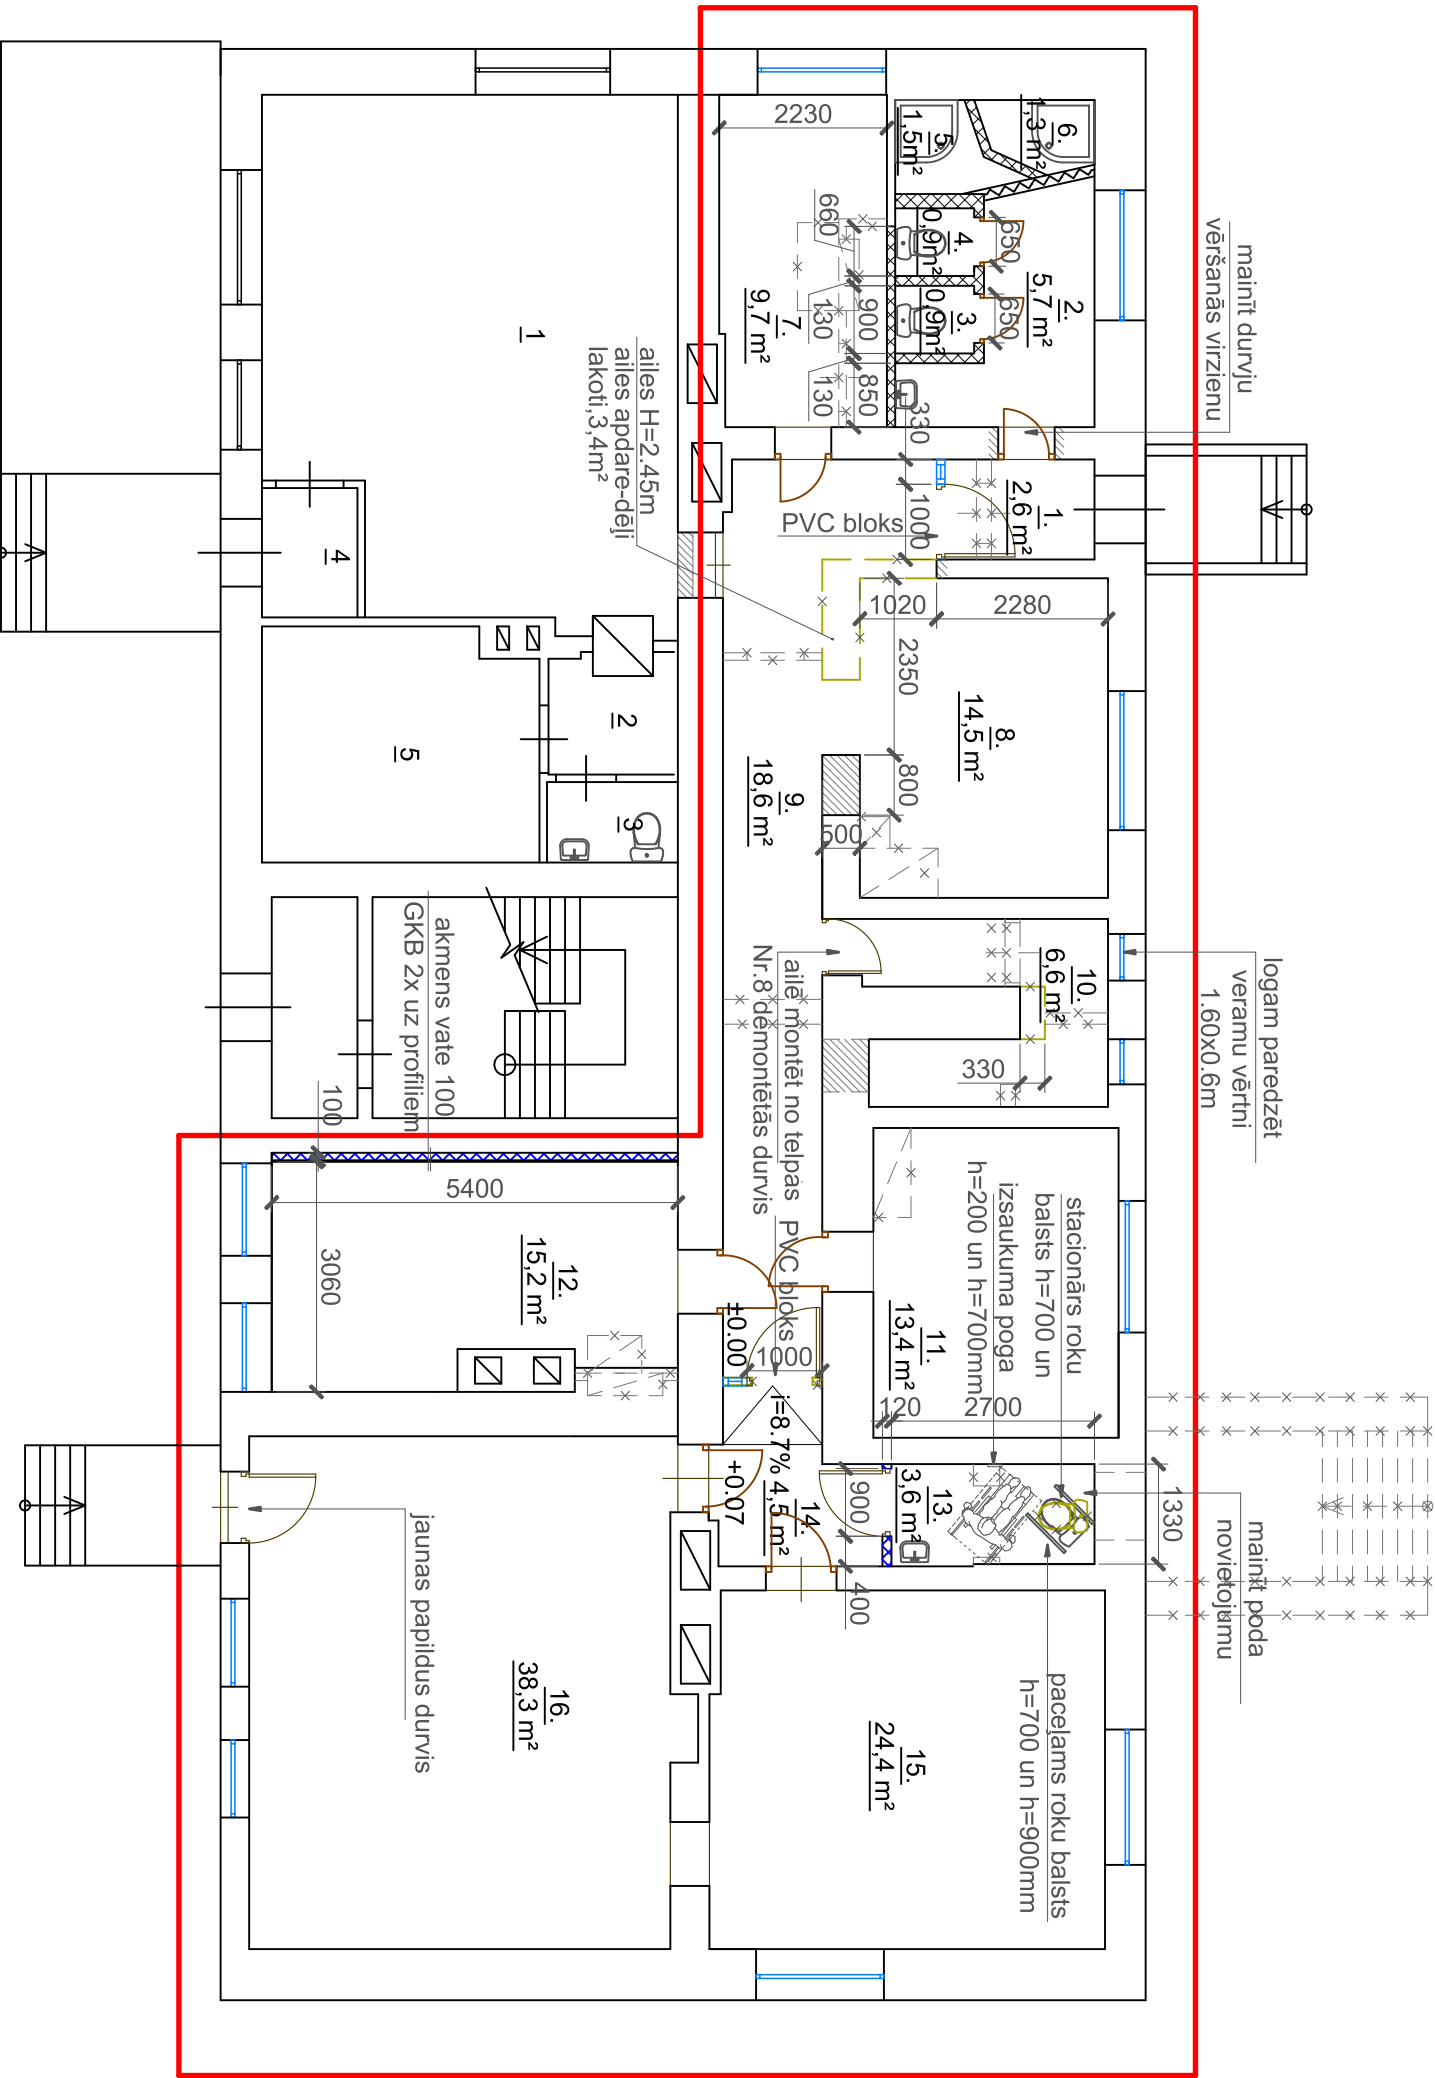 mainīt durvju
vēršanās virzienu
logam paredzēt
veramu vērtni
1.60x0.6m
mainīt poda
novietojumu
6.
1,3 m²
5.
1,5m²
2.
5,7 m²
4.
0,9m²
3.
0,9m²
650
650
1.
2,6 m²
7.
9,7 m²
2230
660
900
130
850
130
330
1000
PVC bloks
1020
2280
2350
800
500
8.
14,5 m²
9.
18,6 m²
10.
6,6 m²
330
ailē montēt no telpas
Nr.8 demontētās durvis
ailes H=2.45m
ailes apdare-dēļi
lakoti,3,4m²
stacionārs roku
balsts h=700 un
izsaukuma poga
h=200 un h=700mm
11.
13,4 m²
120
2700
1330
13.
3,6 m²
900
400
paceļams roku balsts
h=700 un h=900mm
PVC bloks
±0.00
1000
i=8.7%
+0.07
14.
4,5 m²
15.
24,4 m²
16.
38,3 m²
12.
15,2 m²
5400
3060
100
akmens vate 100
GKB 2x uz profiliem
jaunas papildus durvis
1
2
3
4
5